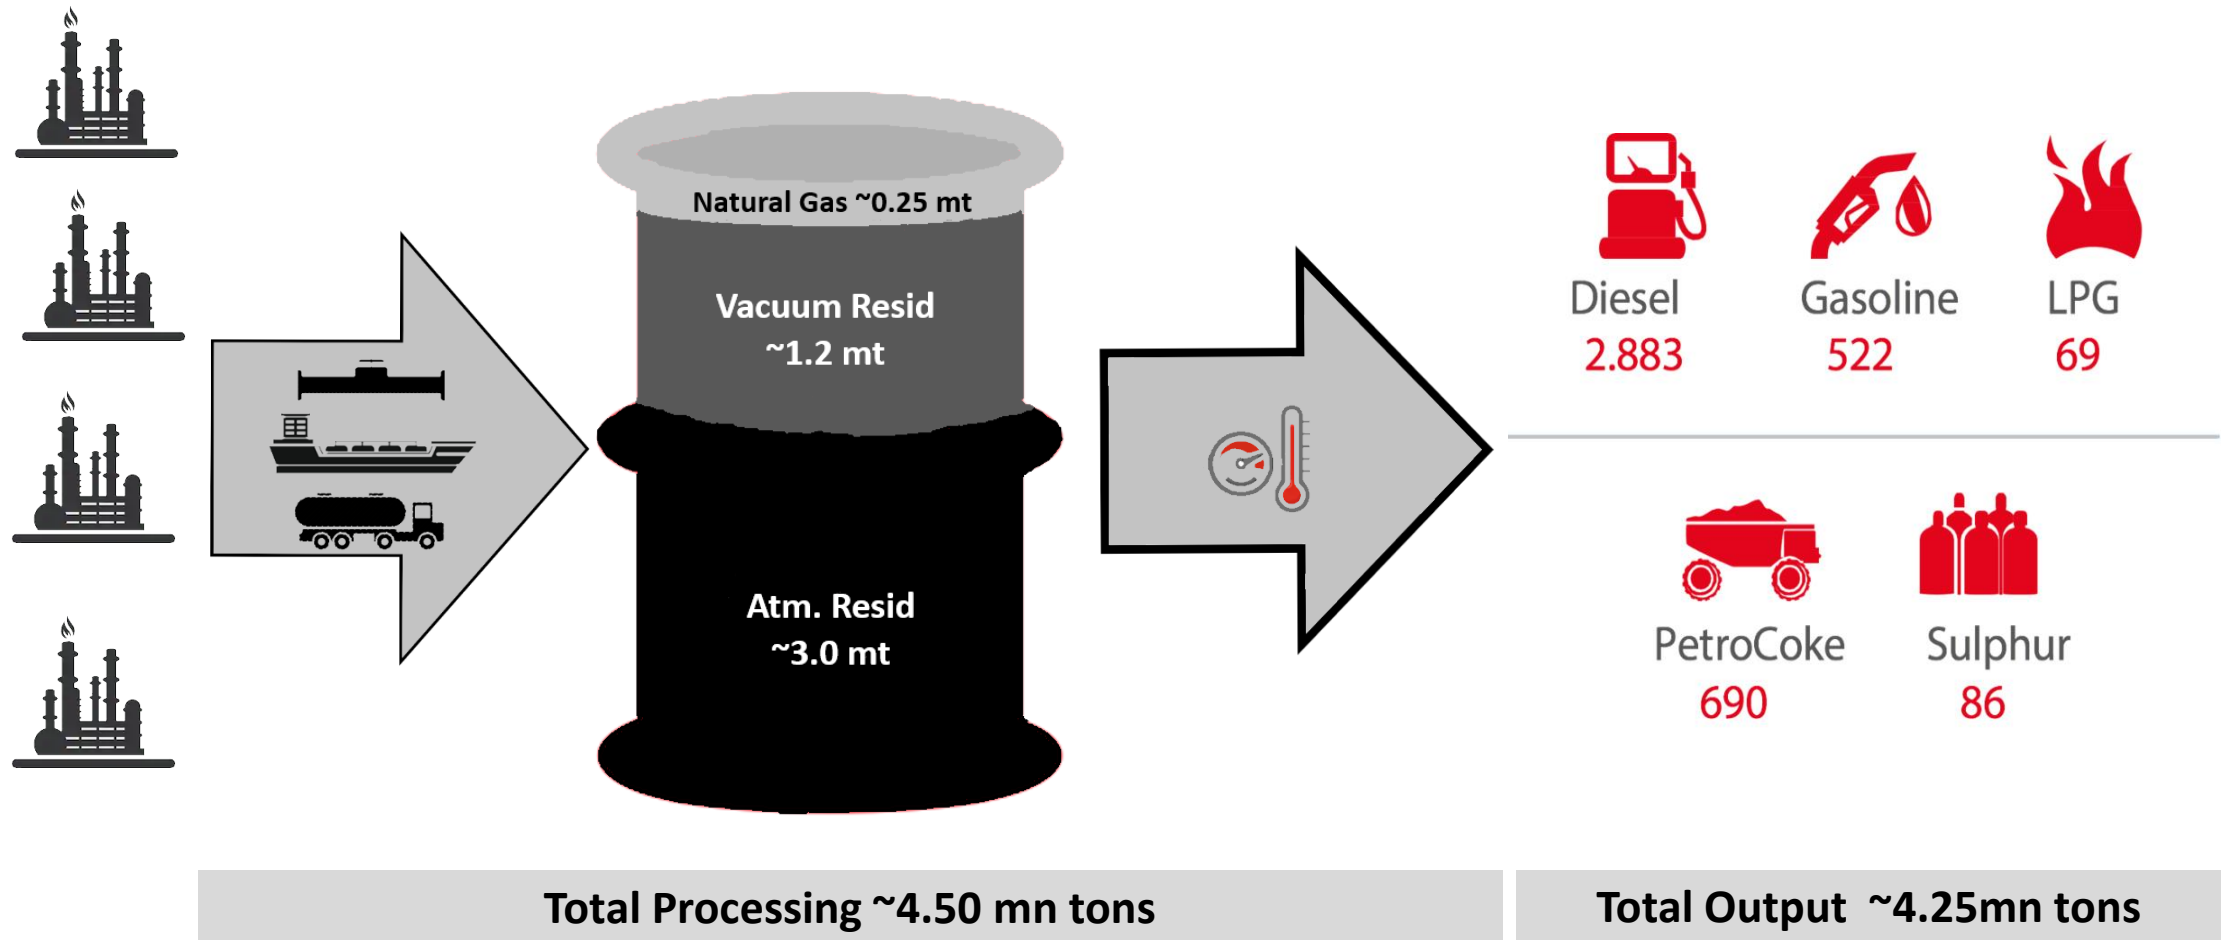 Natural Gas ~0.25 mt
Vacuum Resid
~1.2 mt
Atm. Resid
~3.0 mt
Diesel
2.883
Gasoline
522
LPG
69
PetroCoke
690
Sulphur
86
Total Processing ~4.50 mn tons
Total Output  ~4.25mn tons